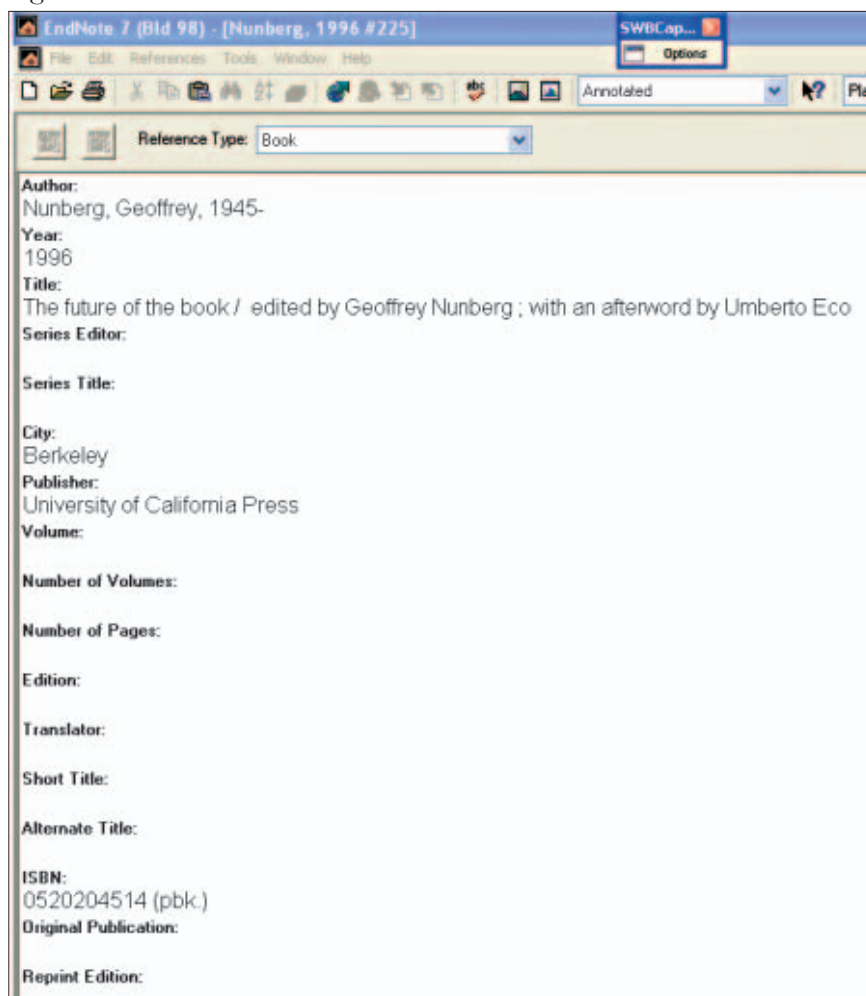 EndNote 7 (Bld 98) - [Nunberg, 1996 #225]
SWBCap...
File Edit References Tools Window Help
Options
Annotated
Reference Type: Book
Author:
Nunberg, Geoffrey, 1945-
Year:
1996
Title:
The future of the book / edited by Geoffrey Nunberg ; with an afterword by Umberto Eco
Series Editor:
Series Title:
City:
Berkeley
Publisher:
University of California Press
Volume:
Number of Volumes:
Number of Pages:
Edition:
Translator:
Short Title:
Alternate Title:
ISBN:
0520204514 (pbk.)
Original Publication:
Reprint Edition: